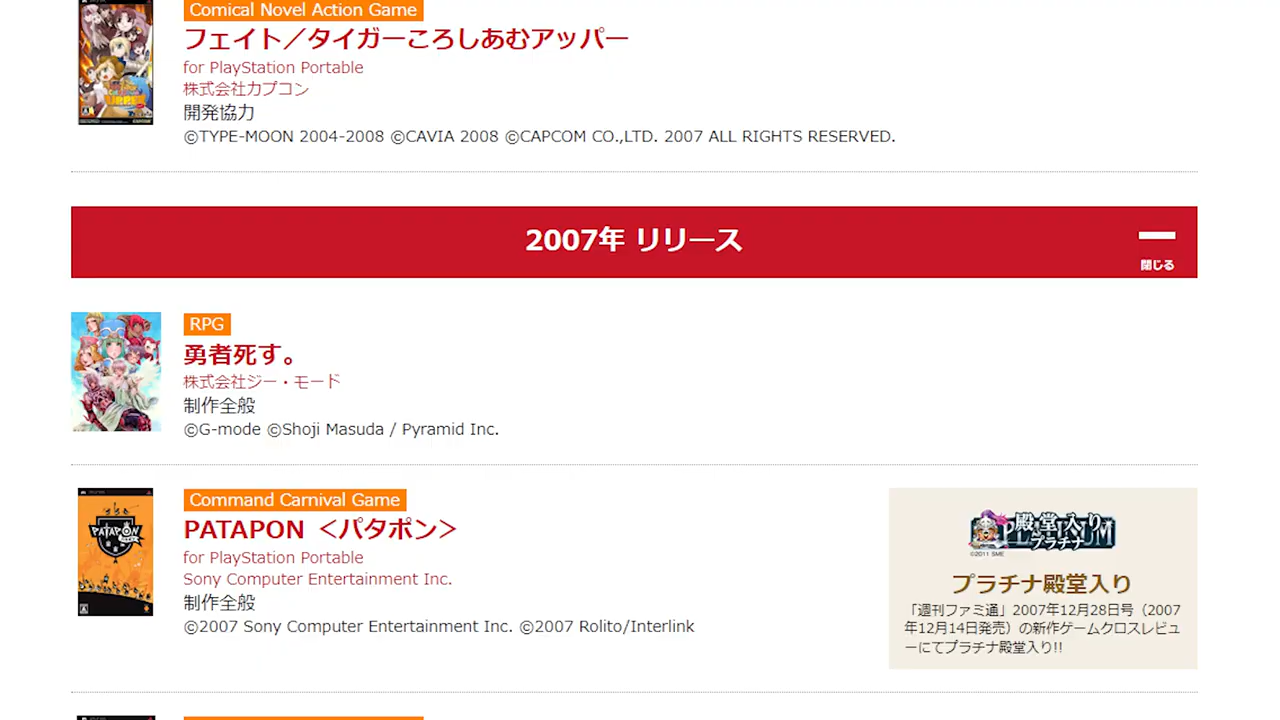 Comical Novel Action Game
フェイト／タイガーころしあむアッパー
for PlayStation Portable
株式会社カプコン
開発協力
©TYPE-MOON 2004-2008 ©CAVIA 2008 ©CAPCOM CO.,LTD. 2007 ALL RIGHTS RESERVED.
2007年 リリース
閉じる
RPG
勇者死す。
株式会社ジー・モード
制作全般
©G-mode ©Shoji Masuda / Pyramid Inc.
PATAPON
Command Carnival Game
PATAPON ＜パタポン＞
for PlayStation Portable
Sony Computer Entertainment Inc.
制作全般
©2007 Sony Computer Entertainment Inc. ©2007 Rolito/Interlink
殿堂入り
プラチナ
©2011 SME
プラチナ殿堂入り
「週刊ファミ通」2007年12月28日号（2007
年12月14日発売）の新作ゲームクロスレビュ
ーにてプラチナ殿堂入り!!